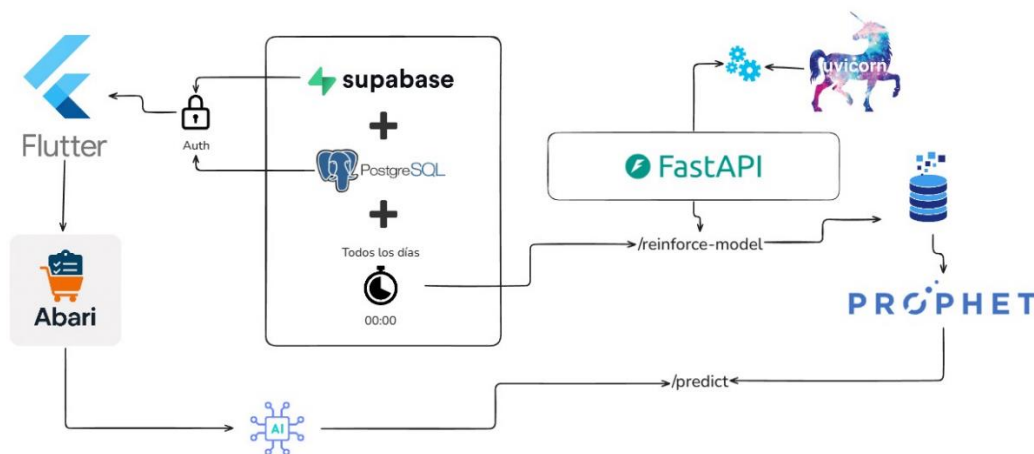 Flutter
Abari
Auth
supabase
PostgreSQL
Todos los días
00:00
AI
uvicorn
FastAPI
/reinforce-model
PROPHET
/predict